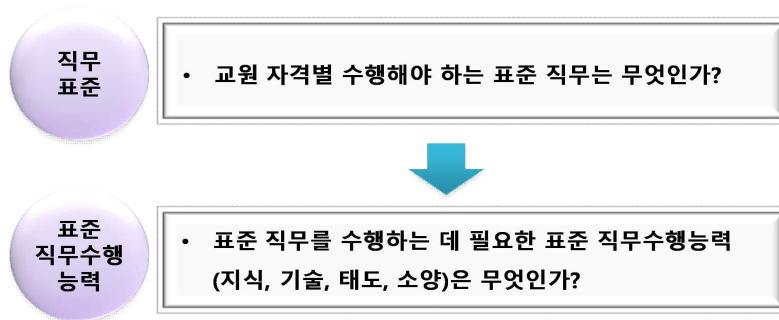 직무
표준
• 교원 자격별 수행해야 하는 표준 직무는 무엇인가?
표준
직무수행
능력
• 표준 직무를 수행하는 데 필요한 표준 직무수행능력
(지식, 기술, 태도, 소양)은 무엇인가?